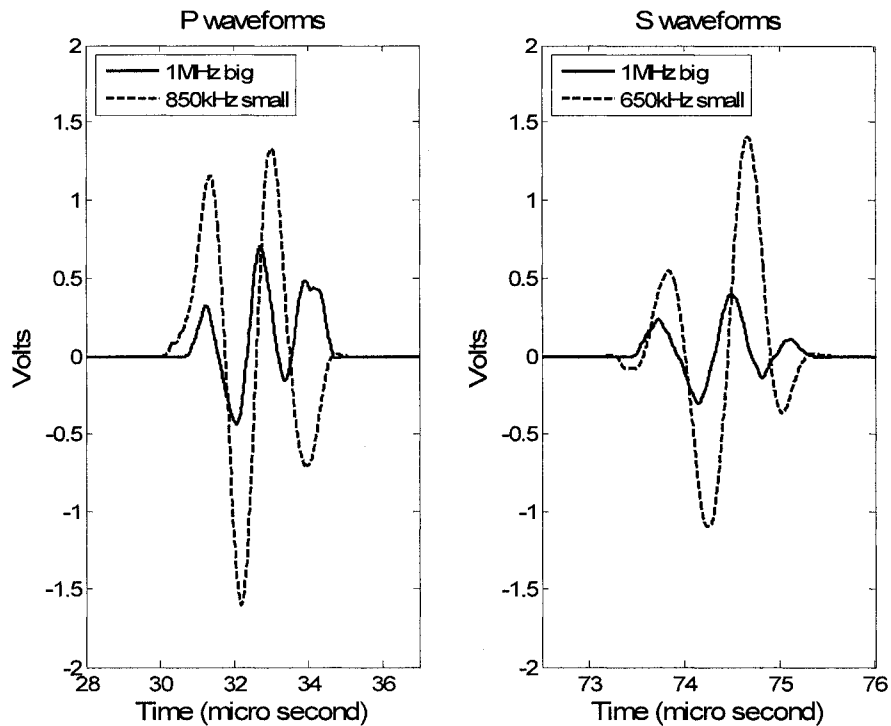 P waveforms
1MHz big
850kHz small
2
1.5
1
0.5
0
-0.5
-1
-1.5
-2
Volts
28 30 32 34 36
Time (micro second)
S waveforms
1MHz big
650kHz small
2
1.5
1
0.5
0
-0.5
-1
-1.5
-2
Volts
73 74 75 76
Time (micro second)